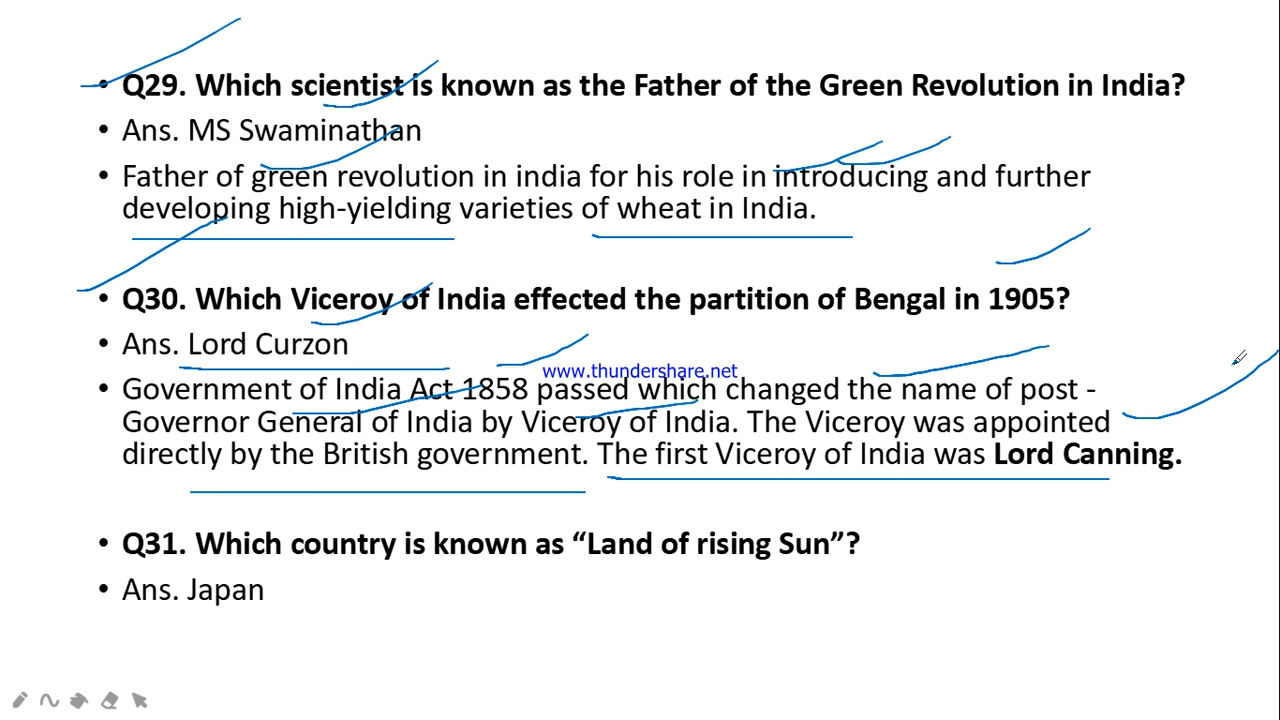 • Q29. Which scientist is known as the Father of the Green Revolution in India?
• Ans. MS Swaminathan
• Father of green revolution in india for his role in introducing and further
developing high-yielding varieties of wheat in India.
• Q30. Which Viceroy of India effected the partition of Bengal in 1905?
• Ans. Lord Curzon
www.thundershare.net
• Government of India Act 1858 passed which changed the name of post -
Governor General of India by Viceroy of India. The Viceroy was appointed
directly by the British government. The first Viceroy of India was Lord Canning.
• Q31. Which country is known as “Land of rising Sun”?
• Ans. Japan